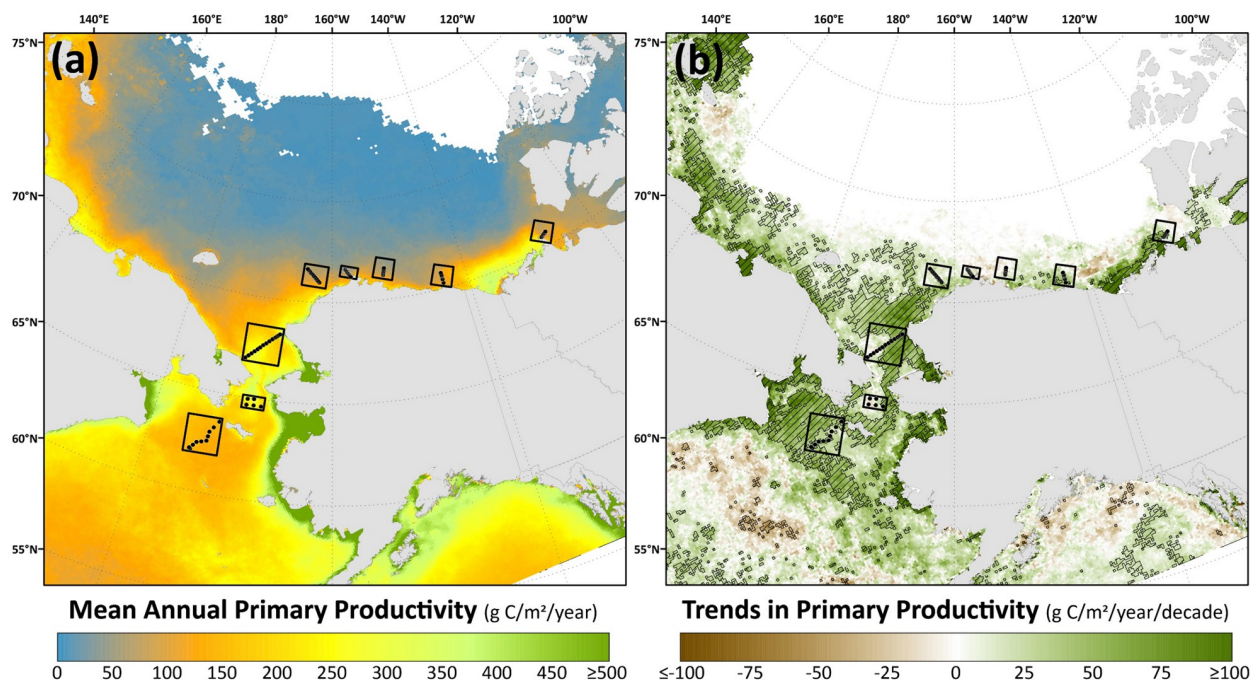 140°E 160°E 180° 160°W 140°W 120°W 100°W
(a)
75°N
70°N
65°N
60°N
55°N
Mean Annual Primary Productivity (g C/m²/year)
0 50 100 150 200 250 300 350 400 450 ≥500
140°E 160°E 180° 160°W 140°W 120°W 100°W
(b)
75°N
70°N
65°N
60°N
55°N
Trends in Primary Productivity (g C/m²/year/decade)
≤-100 -75 -50 -25 0 25 50 75 ≥100